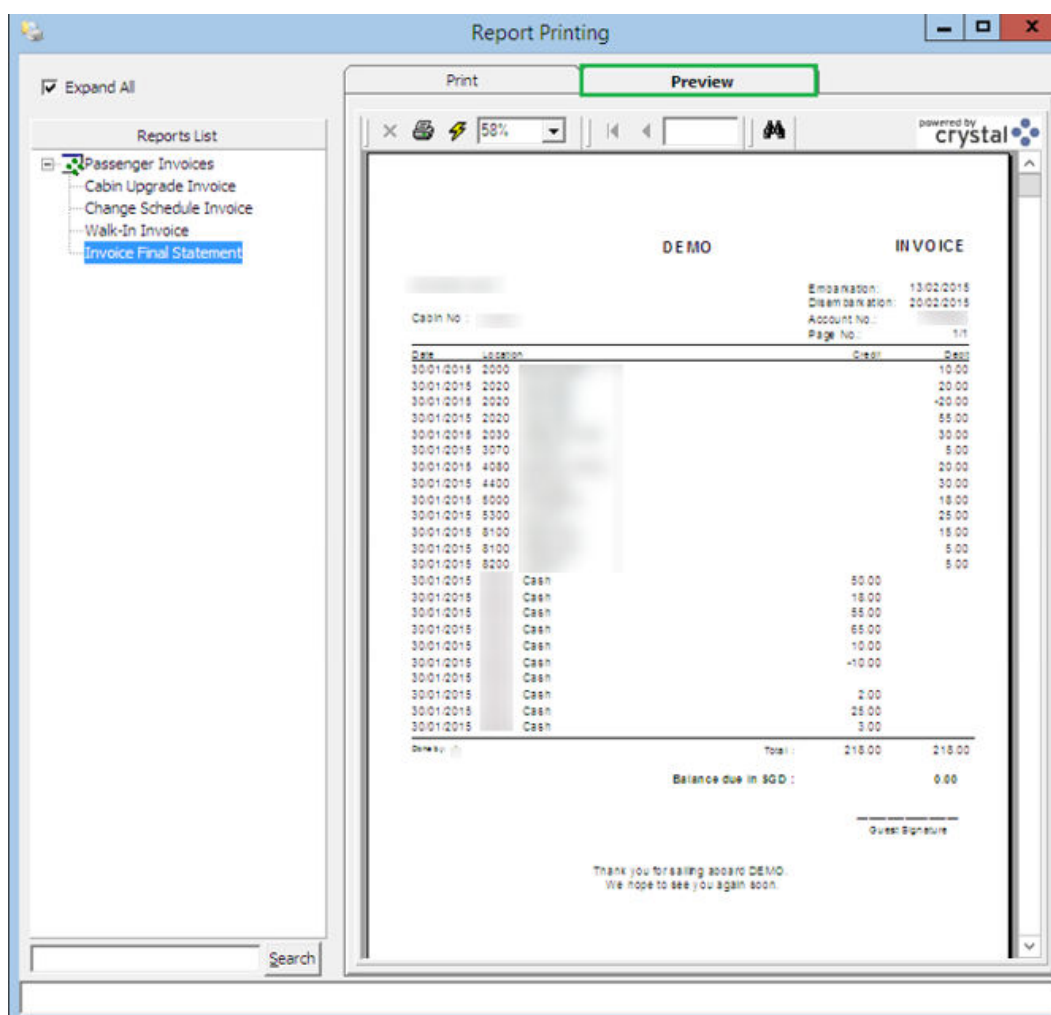 Report Printing
Expand All
Print
Preview
Reports List
58%
powered by
crystal
Passenger Invoices
Cabin Upgrade Invoice
Change Schedule Invoice
Walk-In Invoice
Invoice Final Statement
DEMO INVOICE
Embarkation: 13/02/2015
Disembarkation: 20/02/2015
Cabin No :
Account No.:
Page No.: 1/1
Date Location Credit Debit
30/01/2015 2000 10.00
30/01/2015 2020 20.00
30/01/2015 2020 -20.00
30/01/2015 2020 55.00
30/01/2015 2030 30.00
30/01/2015 3070 5.00
30/01/2015 4080 20.00
30/01/2015 4400 30.00
30/01/2015 5000 18.00
30/01/2015 5300 25.00
30/01/2015 8100 15.00
30/01/2015 8100 5.00
30/01/2015 8200 5.00
30/01/2015 Cash 50.00
30/01/2015 Cash 18.00
30/01/2015 Cash 55.00
30/01/2015 Cash 65.00
30/01/2015 Cash 10.00
30/01/2015 Cash -10.00
30/01/2015 Cash
30/01/2015 Cash 2.00
30/01/2015 Cash 25.00
30/01/2015 Cash 3.00
Done by: Total : 218.00 218.00
Balance due in SGD : 0.00
Guest Signature
Thank you for sailing aboard DEMO.
We hope to see you again soon.
Search